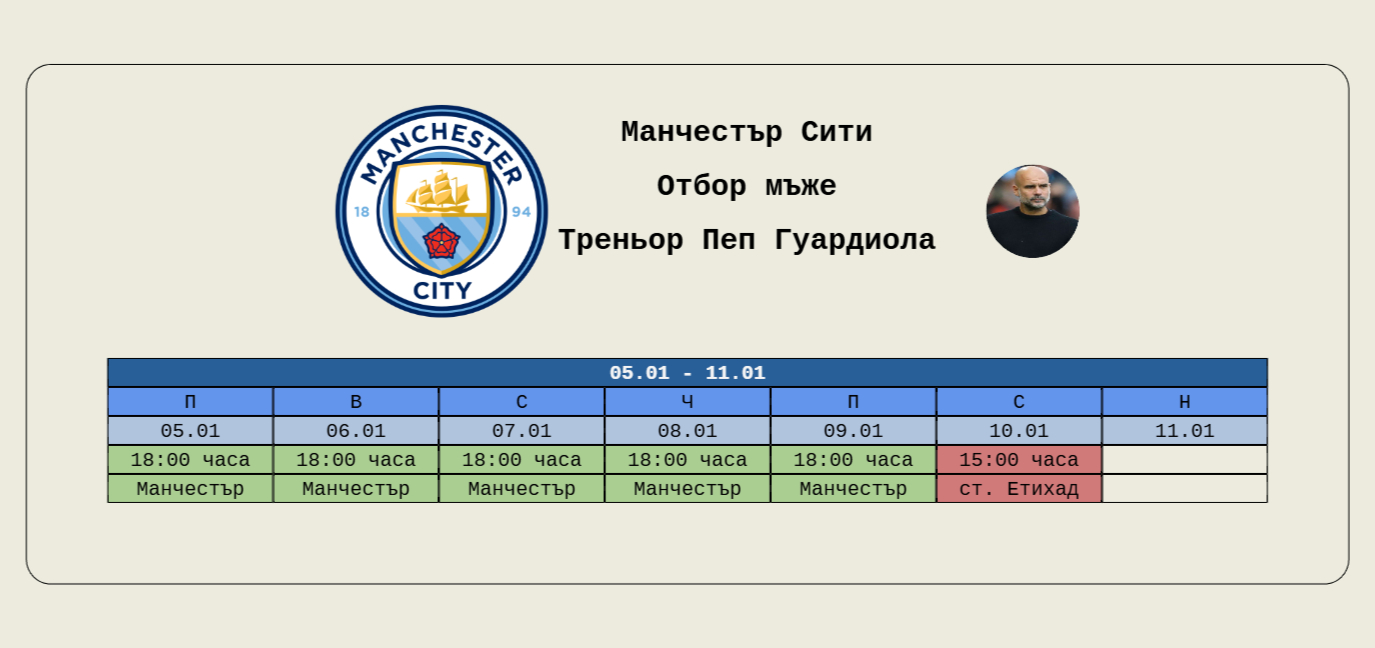 MANCHESTER
18 94
CITY
Манчестър Сити
Отбор мъже
Треньор Пеп Гуардиола
05.01 - 11.01
П В С Ч П С Н
05.01 06.01 07.01 08.01 09.01 10.01 11.01
18:00 часа 18:00 часа 18:00 часа 18:00 часа 18:00 часа 15:00 часа
Манчестър Манчестър Манчестър Манчестър Манчестър ст. Етихад